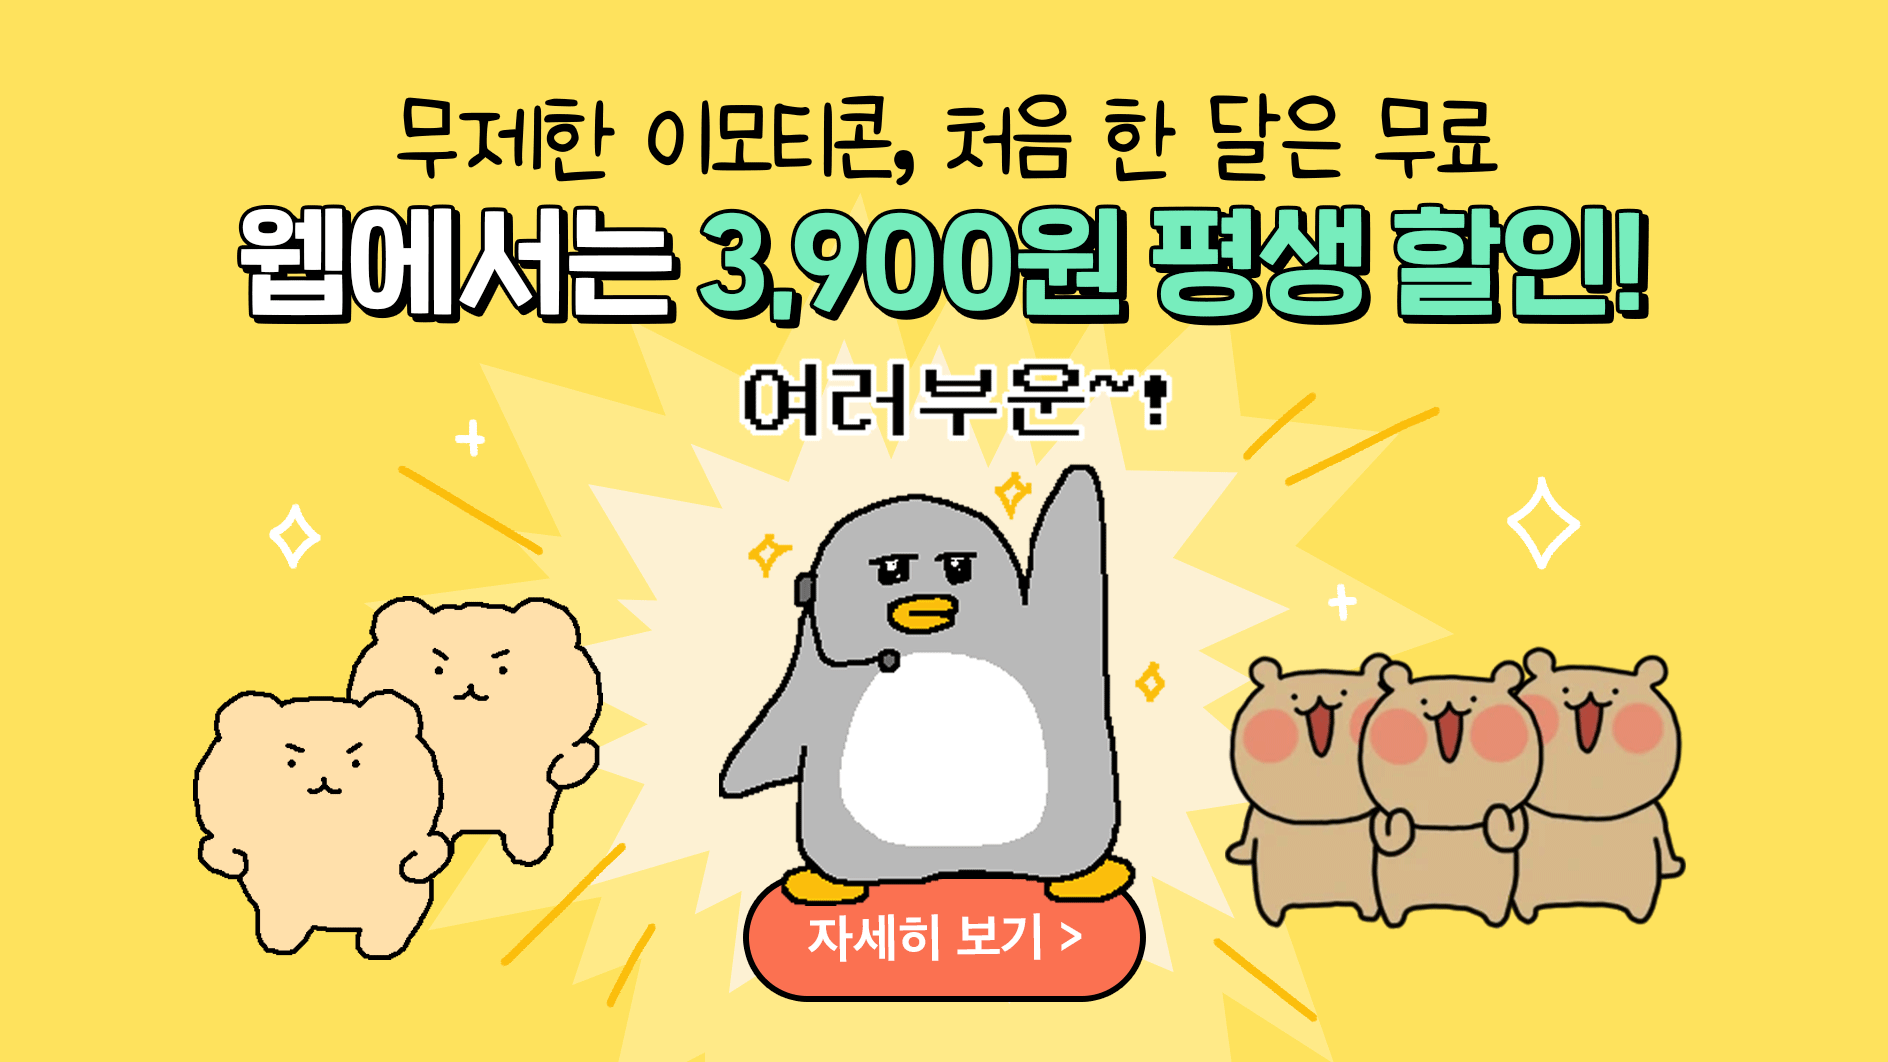 무제한 이모티콘, 처음 한 달은 무료
웹에서는 3,900원 평생 할인!
여러부운~!
자세히 보기 >